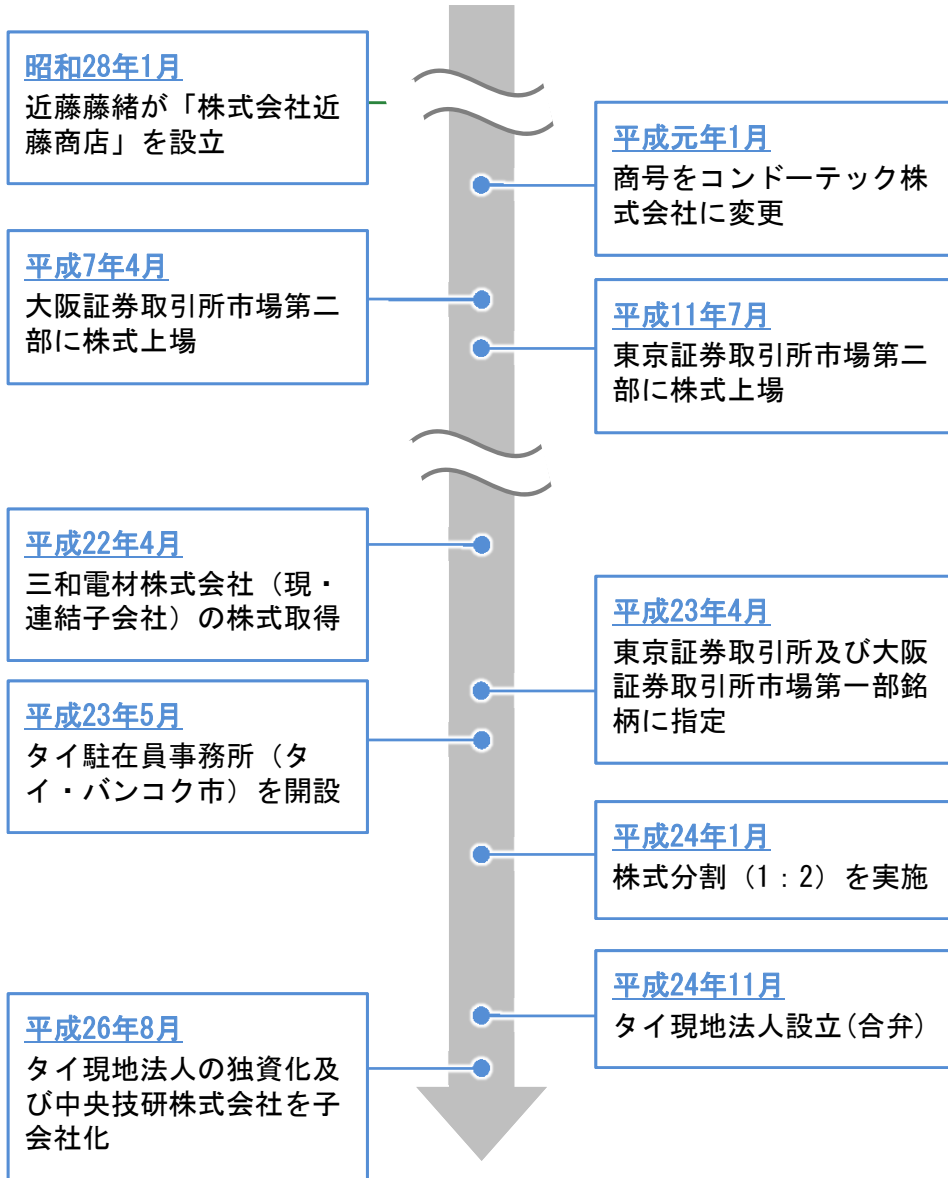 昭和28年1月
近藤藤緒が「株式会社近
藤商店」を設立
平成元年1月
商号をコンドーテック株
式会社に変更
平成7年4月
大阪証券取引所市場第二
部に株式上場
平成11年7月
東京証券取引所市場第二
部に株式上場
平成22年4月
三和電材株式会社（現・
連結子会社）の株式取得
平成23年4月
東京証券取引所及び大阪
証券取引所市場第一部銘
柄に指定
平成23年5月
タイ駐在員事務所（タ
イ・バンコク市）を開設
平成24年1月
株式分割（1：2）を実施
平成24年11月
タイ現地法人設立(合弁)
平成26年8月
タイ現地法人の独資化及
び中央技研株式会社を子
会社化